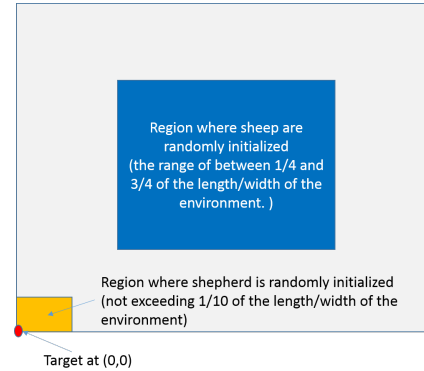 Region where sheep are
randomly initialized
(the range of between 1/4 and
3/4 of the length/width of the
environment. )
Region where shepherd is randomly initialized
(not exceeding 1/10 of the length/width of the
environment)
Target at (0,0)